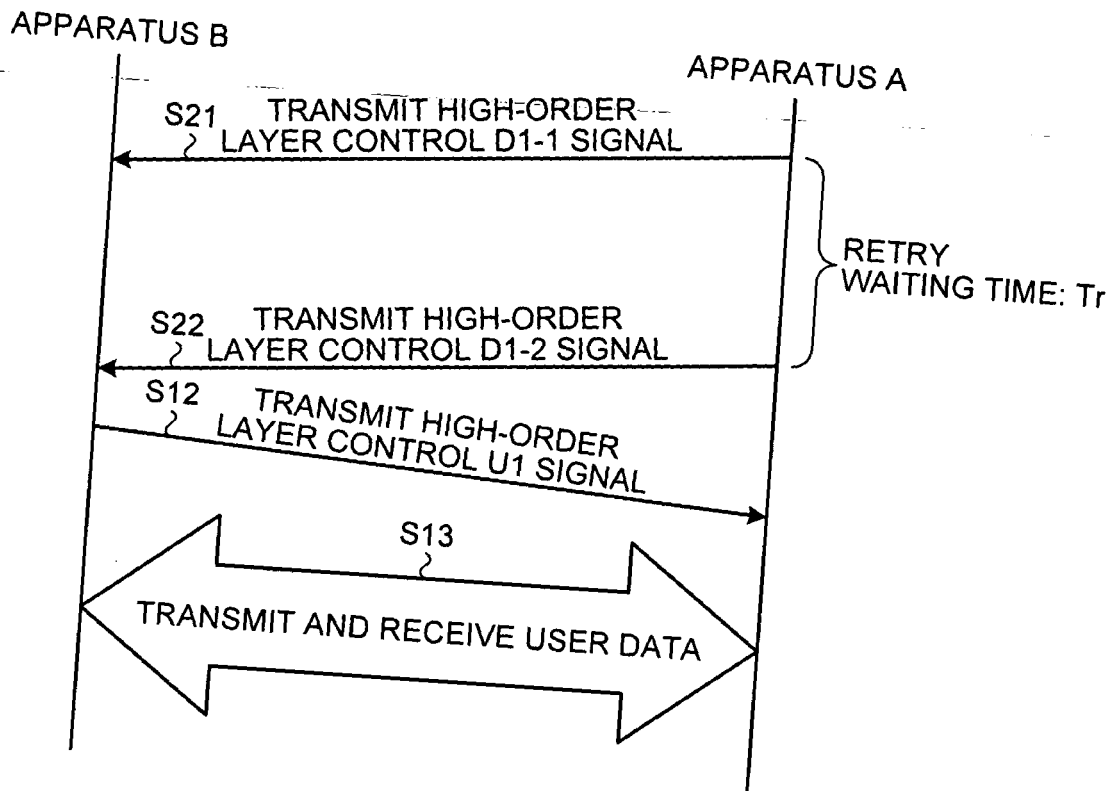 APPARATUS B
APPARATUS A
S21
TRANSMIT HIGH-ORDER
LAYER CONTROL D1-1 SIGNAL
RETRY
WAITING TIME: Tr
S22
TRANSMIT HIGH-ORDER
LAYER CONTROL D1-2 SIGNAL
S12
TRANSMIT HIGH-ORDER
LAYER CONTROL U1 SIGNAL
S13
TRANSMIT AND RECEIVE USER DATA